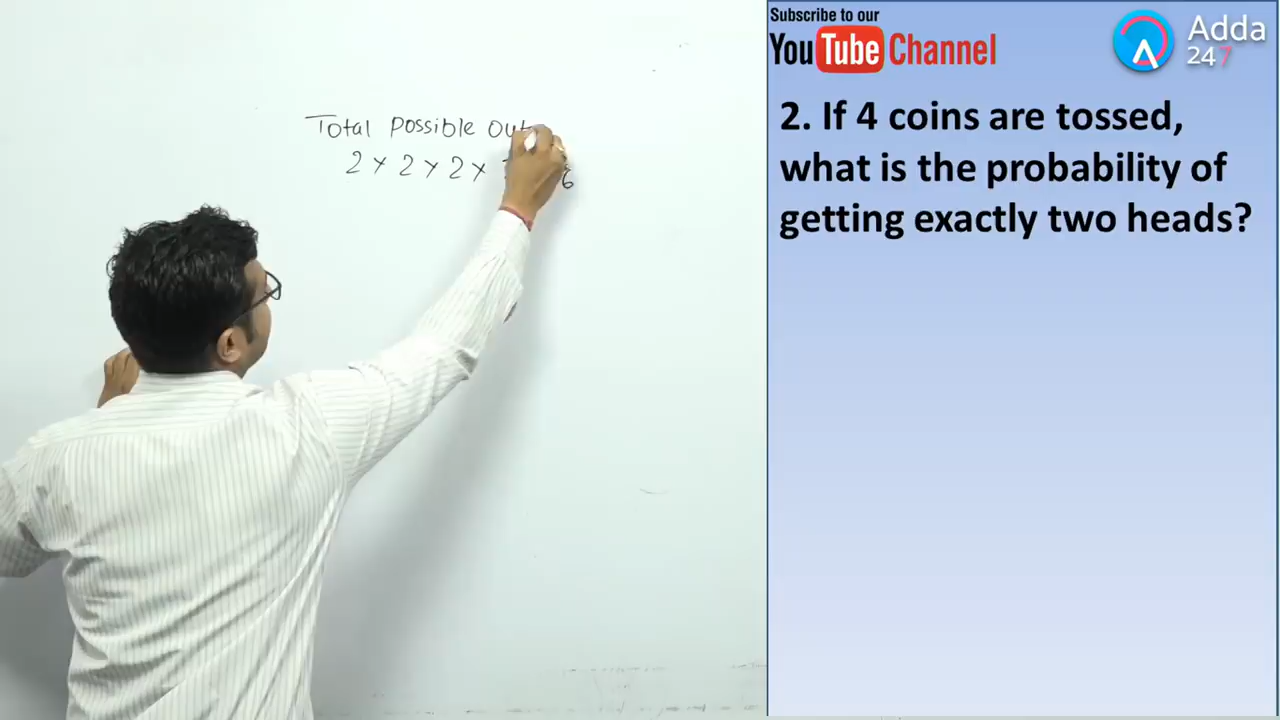 Total Possible Out
2 × 2 × 2 ×
Subscribe to our
YouTube Channel
Adda
247
2. If 4 coins are tossed,
what is the probability of
getting exactly two heads?